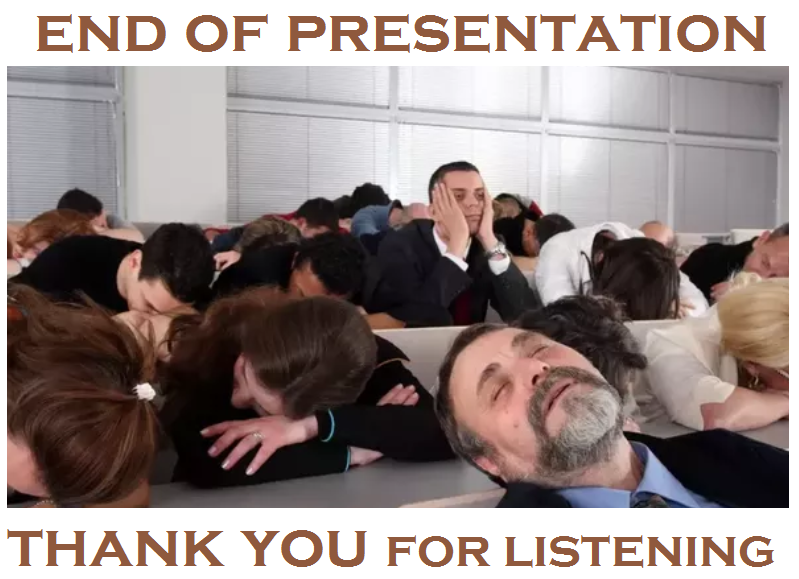 END OF PRESENTATION
THANK YOU FOR LISTENING